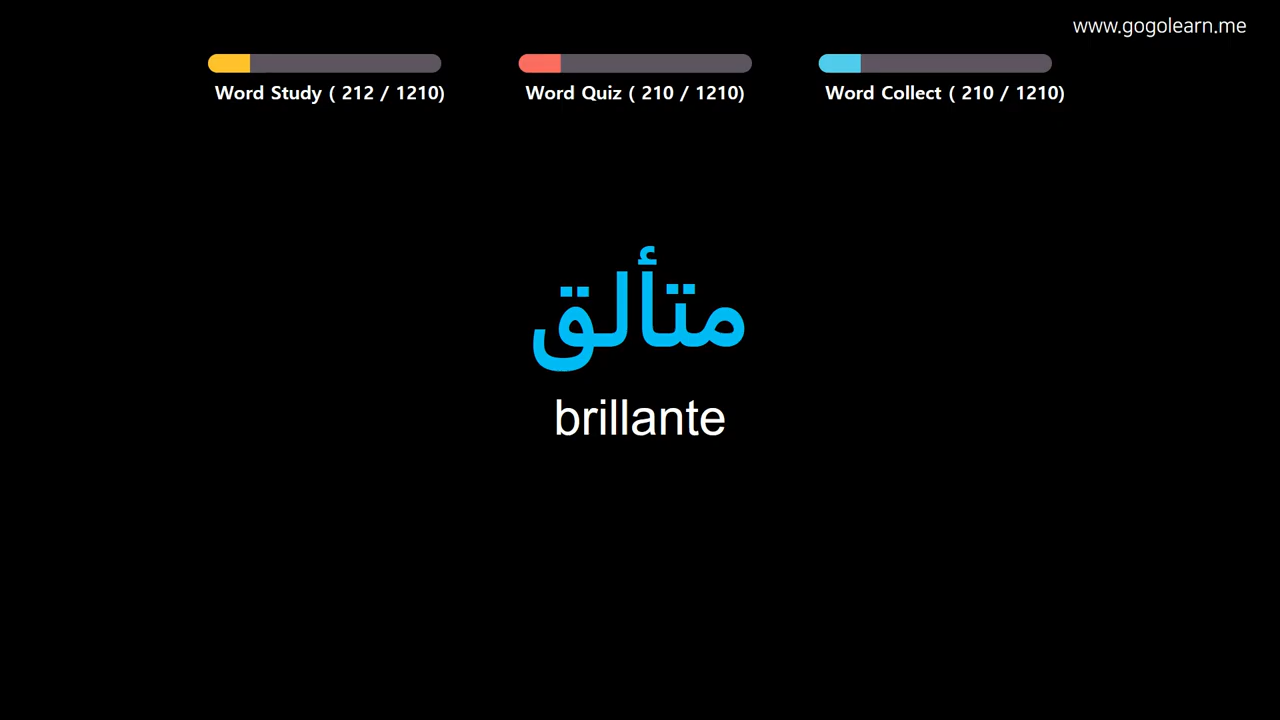 www.gogolearn.me
Word Study ( 212 / 1210)
Word Quiz ( 210 / 1210)
Word Collect ( 210 / 1210)
متألق
brillante